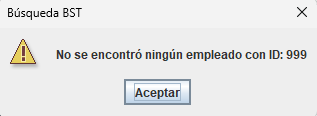 Búsqueda BST
No se encontró ningún empleado con ID: 999
Aceptar